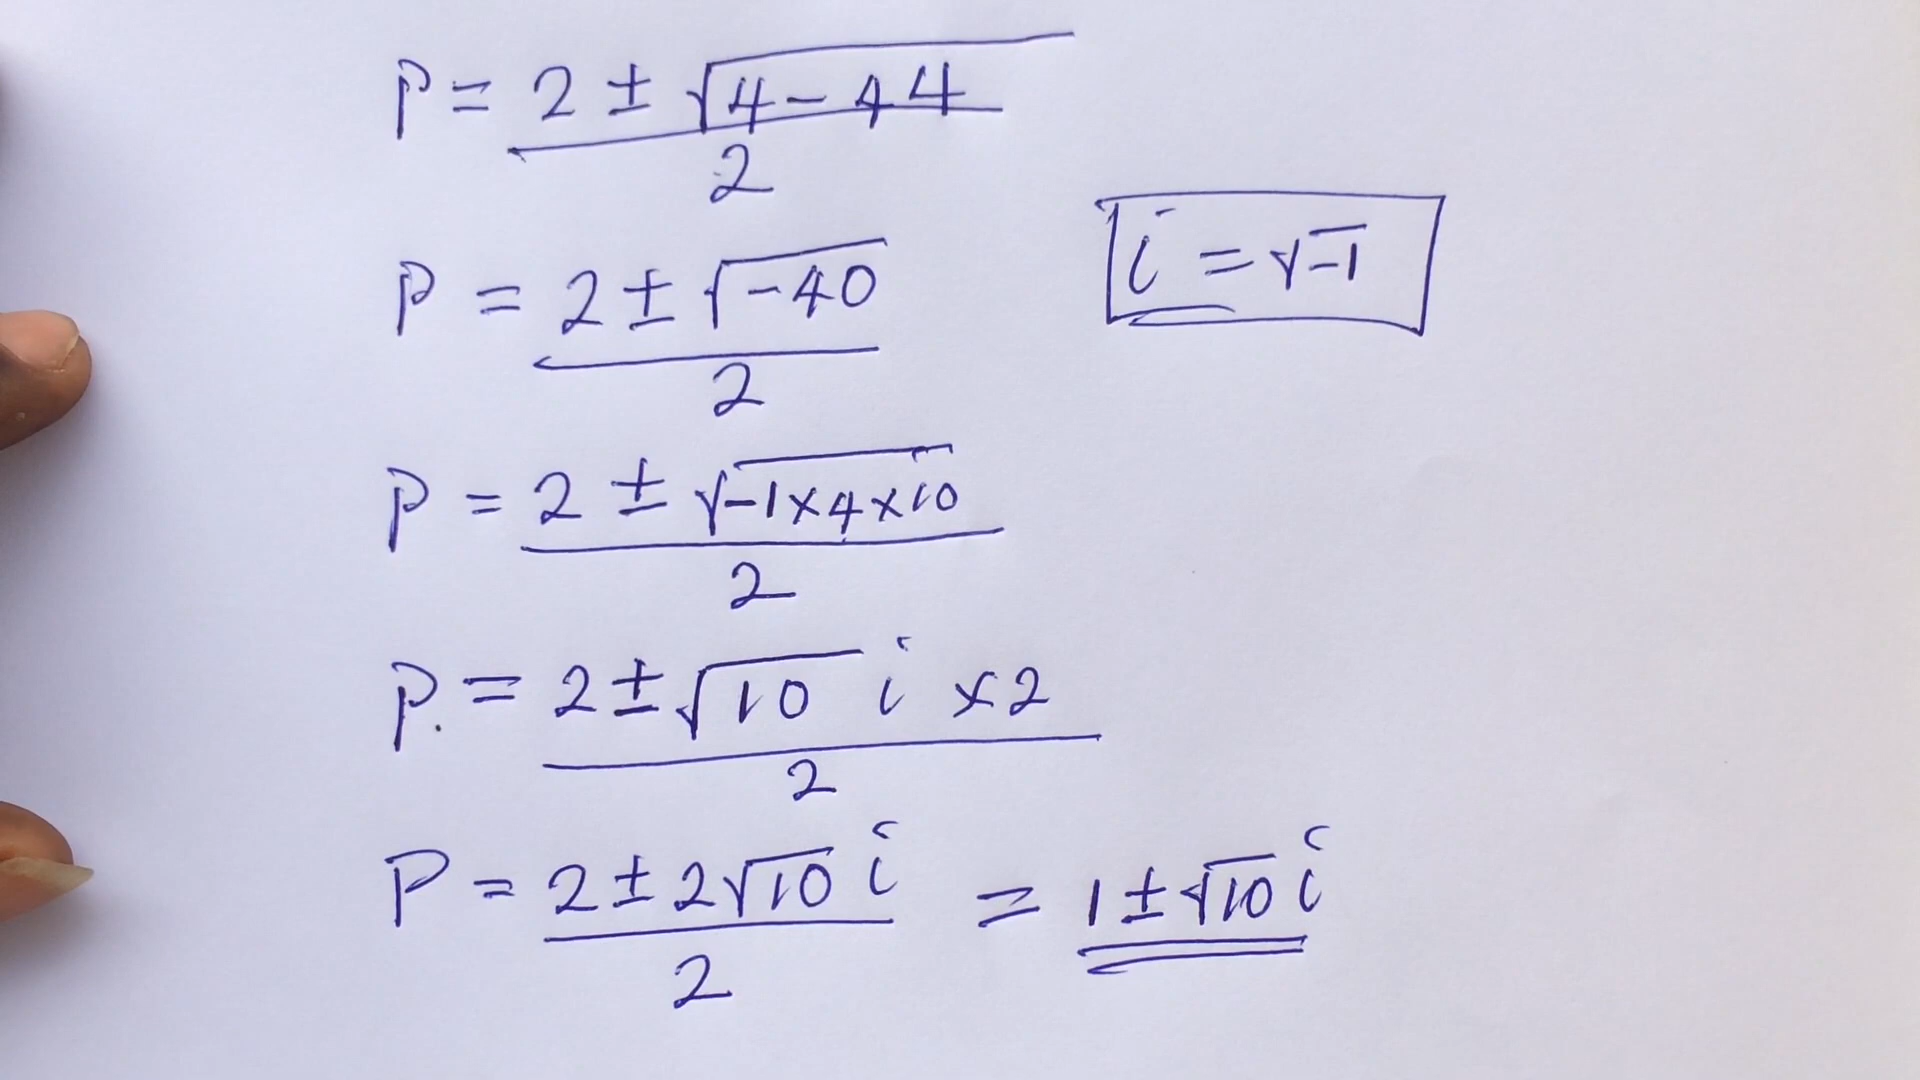 P = 2 ± √4 - 44 / 2
P = 2 ± √-40 / 2
i = √-1
P = 2 ± √-1×4×10 / 2
P. = 2 ± √10 i ×2 / 2
P = 2 ± 2√10 i / 2 = 1 ± √10 i